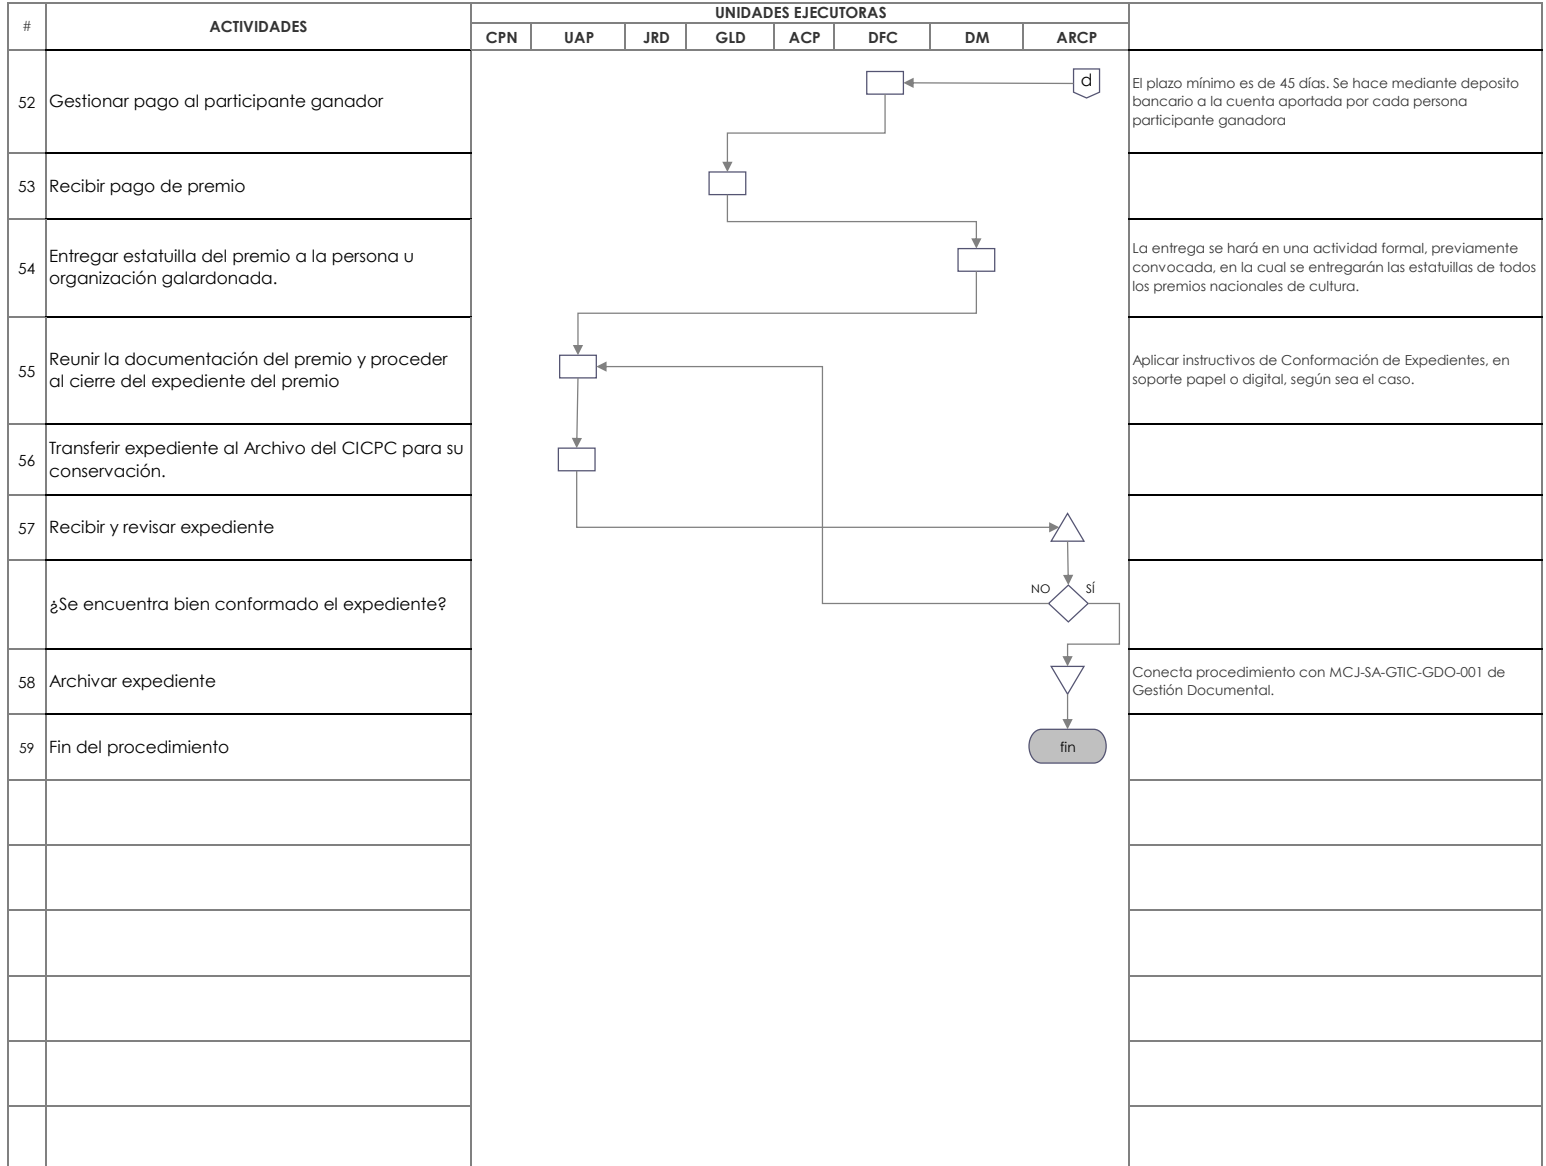 #
ACTIVIDADES
UNIDADES EJECUTORAS
CPN UAP JRD GLD ACP DFC DM ARCP
52
Gestionar pago al participante ganador
d
El plazo mínimo es de 45 días. Se hace mediante deposito
bancario a la cuenta aportada por cada persona
participante ganadora
53
Recibir pago de premio
54
Entregar estatuilla del premio a la persona u
organización galardonada.
La entrega se hará en una actividad formal, previamente
convocada, en la cual se entregarán las estatuillas de todos
los premios nacionales de cultura.
55
Reunir la documentación del premio y proceder
al cierre del expediente del premio
Aplicar instructivos de Conformación de Expedientes, en
soporte papel o digital, según sea el caso.
56
Transferir expediente al Archivo del CICPC para su
conservación.
57
Recibir y revisar expediente
¿Se encuentra bien conformado el expediente?
NO SÍ
58
Archivar expediente
Conecta procedimiento con MCJ-SA-GTIC-GDO-001 de
Gestión Documental.
59
Fin del procedimiento
fin